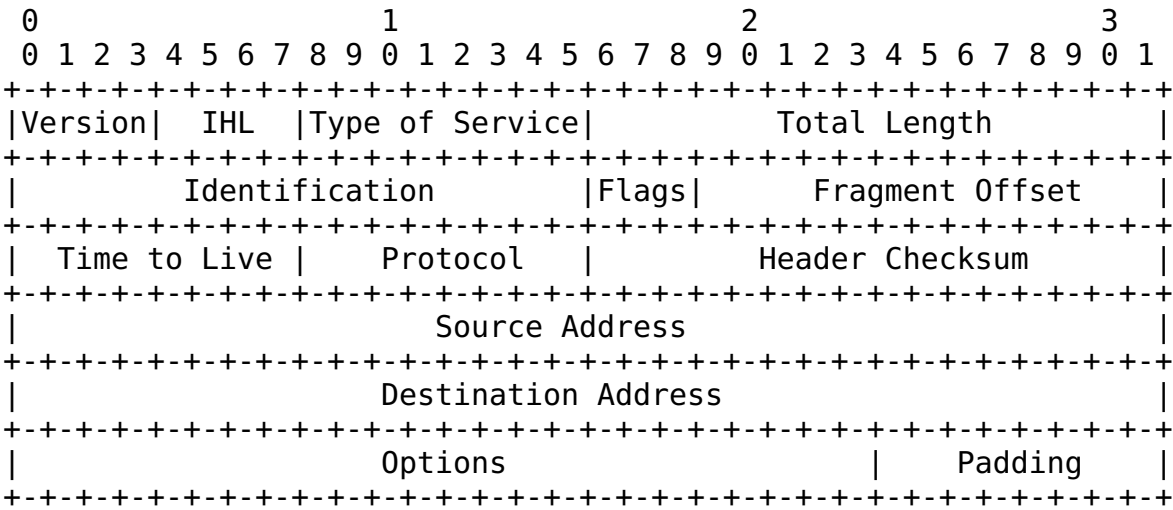 0                   1                   2                   3
 0 1 2 3 4 5 6 7 8 9 0 1 2 3 4 5 6 7 8 9 0 1 2 3 4 5 6 7 8 9 0 1
+-+-+-+-+-+-+-+-+-+-+-+-+-+-+-+-+-+-+-+-+-+-+-+-+-+-+-+-+-+-+-+-+
|Version|  IHL  |Type of Service|          Total Length         |
+-+-+-+-+-+-+-+-+-+-+-+-+-+-+-+-+-+-+-+-+-+-+-+-+-+-+-+-+-+-+-+-+
|         Identification        |Flags|      Fragment Offset    |
+-+-+-+-+-+-+-+-+-+-+-+-+-+-+-+-+-+-+-+-+-+-+-+-+-+-+-+-+-+-+-+-+
|  Time to Live |    Protocol   |         Header Checksum       |
+-+-+-+-+-+-+-+-+-+-+-+-+-+-+-+-+-+-+-+-+-+-+-+-+-+-+-+-+-+-+-+-+
|                       Source Address                          |
+-+-+-+-+-+-+-+-+-+-+-+-+-+-+-+-+-+-+-+-+-+-+-+-+-+-+-+-+-+-+-+-+
|                    Destination Address                        |
+-+-+-+-+-+-+-+-+-+-+-+-+-+-+-+-+-+-+-+-+-+-+-+-+-+-+-+-+-+-+-+-+
|                    Options                    |    Padding    |
+-+-+-+-+-+-+-+-+-+-+-+-+-+-+-+-+-+-+-+-+-+-+-+-+-+-+-+-+-+-+-+-+